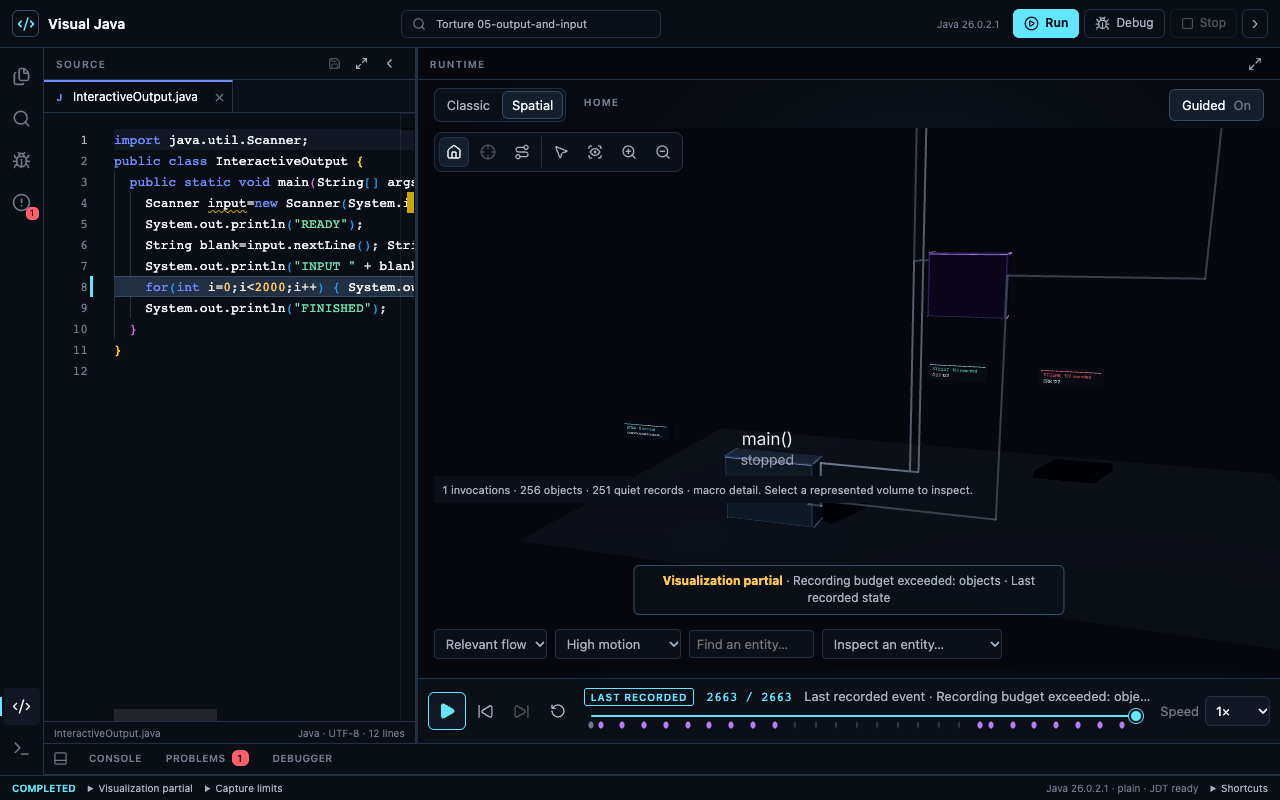 Visual Java
Torture 05-output-and-input
Java 26.0.2.1
Run
Debug
Stop
SOURCE
RUNTIME
J InteractiveOutput.java
Classic
Spatial
HOME
Guided On
1 import java.util.Scanner;
2 public class InteractiveOutput {
3 public static void main(String[] args
4 Scanner input=new Scanner(System.i
5 System.out.println("READY");
6 String blank=input.nextLine(); Stri
7 System.out.println("INPUT " + blank
8 for(int i=0;i<2000;i++) { System.ou
9 System.out.println("FINISHED");
10 }
11 }
12
1
main()
stopped
1 invocations · 256 objects · 251 quiet records · macro detail. Select a represented volume to inspect.
Visualization partial · Recording budget exceeded: objects · Last
recorded state
Relevant flow
High motion
Find an entity...
Inspect an entity...
LAST RECORDED
2663 / 2663
Last recorded event · Recording budget exceeded: obje...
Speed
1×
InteractiveOutput.java
Java · UTF-8 · 12 lines
CONSOLE
PROBLEMS 1
DEBUGGER
COMPLETED
Visualization partial
Capture limits
Java 26.0.2.1 · plain · JDT ready
Shortcuts